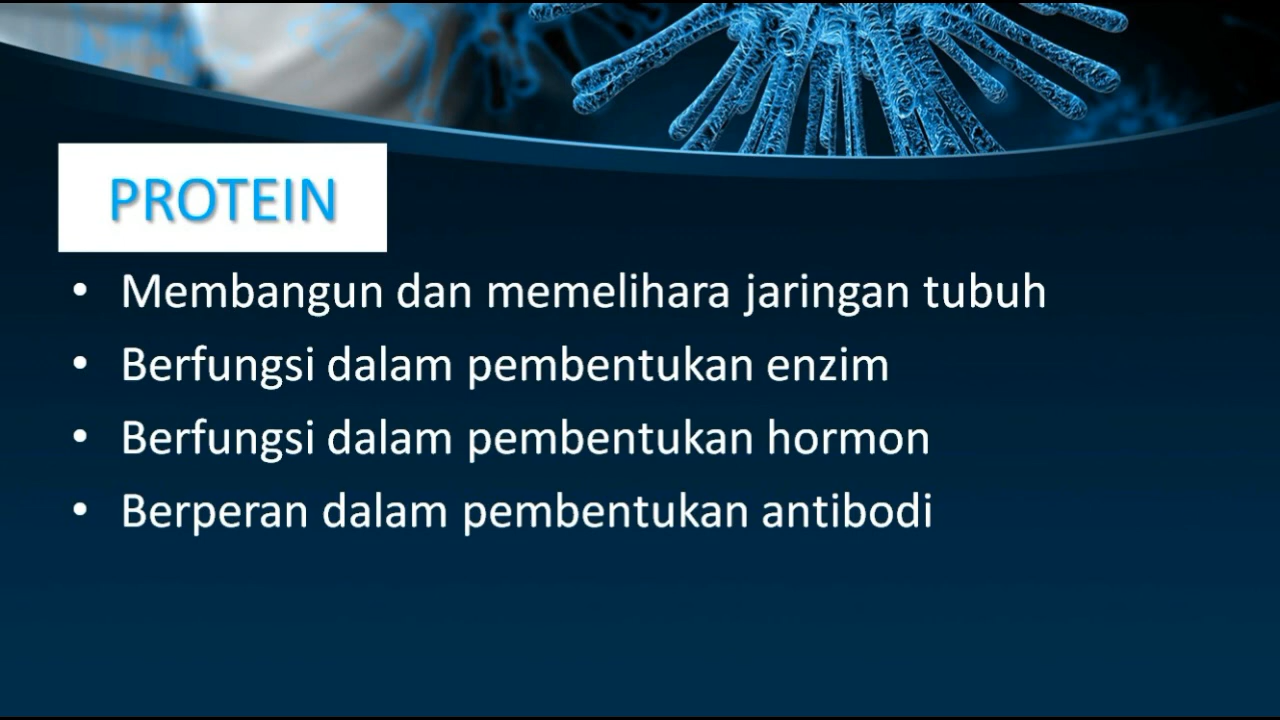 PROTEIN
• Membangun dan memelihara jaringan tubuh
• Berfungsi dalam pembentukan enzim
• Berfungsi dalam pembentukan hormon
• Berperan dalam pembentukan antibodi